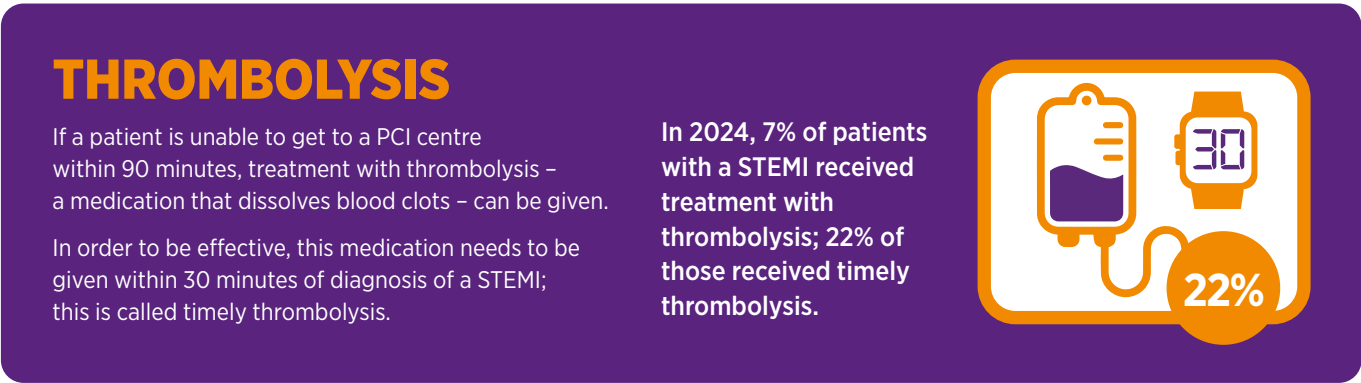 THROMBOLYSIS
If a patient is unable to get to a PCI centre
within 90 minutes, treatment with thrombolysis –
a medication that dissolves blood clots – can be given.
In order to be effective, this medication needs to be
given within 30 minutes of diagnosis of a STEMI;
this is called timely thrombolysis.
In 2024, 7% of patients
with a STEMI received
treatment with
thrombolysis; 22% of
those received timely
thrombolysis.
30
22%